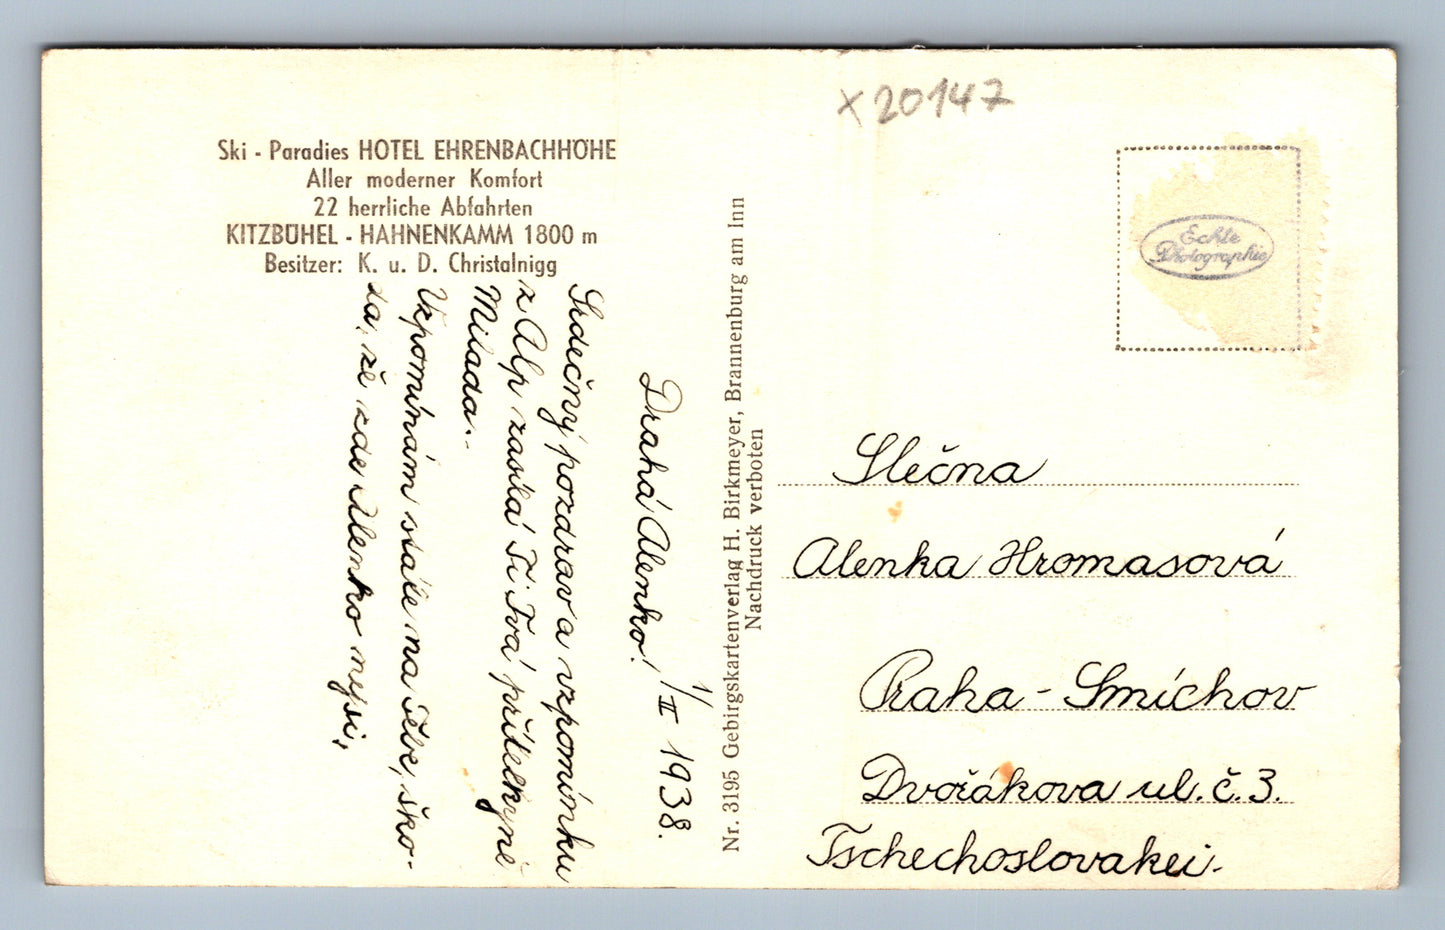 x 20147
Ski - Paradies HOTEL EHRENBACHHÖHE
Aller moderner Komfort
22 herrliche Abfahrten
KITZBÜHEL - HAHNENKAMM 1800 m
Besitzer: K. u. D. Christalnigg
1/II 1938.
Drahá Alenko!
Srdečný pozdrav a vzpomínku
z Alp zasílá Ti Tvá přítelkyně
Milada..
Vzpomínám stále na Tebe, ško-
da, že zde Alenko nejsi,
Nr. 3195 Gebirgskartenverlag H. Birkmeyer, Brannenburg am Inn
Nachdruck verboten
Echte
Photographie
Slečna
Alenka Hromasová
Praha - Smíchov
Dvořákova ul. č. 3.
Tschechoslovakei.